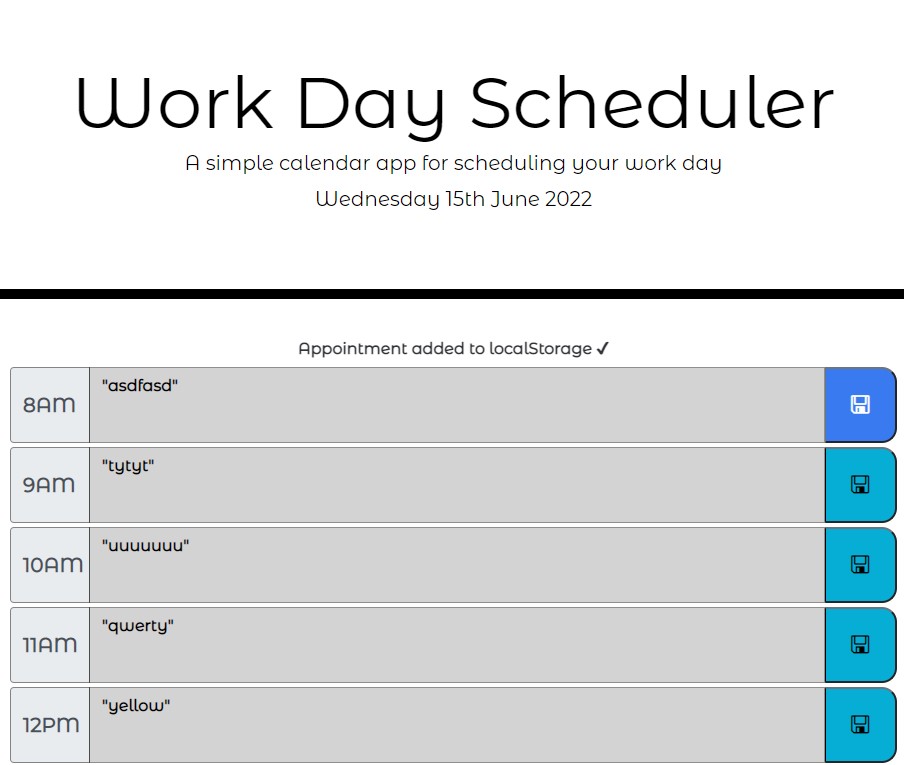 Work Day Scheduler
A simple calendar app for scheduling your work day
Wednesday 15th June 2022
Appointment added to localStorage ✓
8AM "asdfasd"
9AM "tytyt"
10AM "uuuuuuu"
11AM "qwerty"
12PM "yellow"